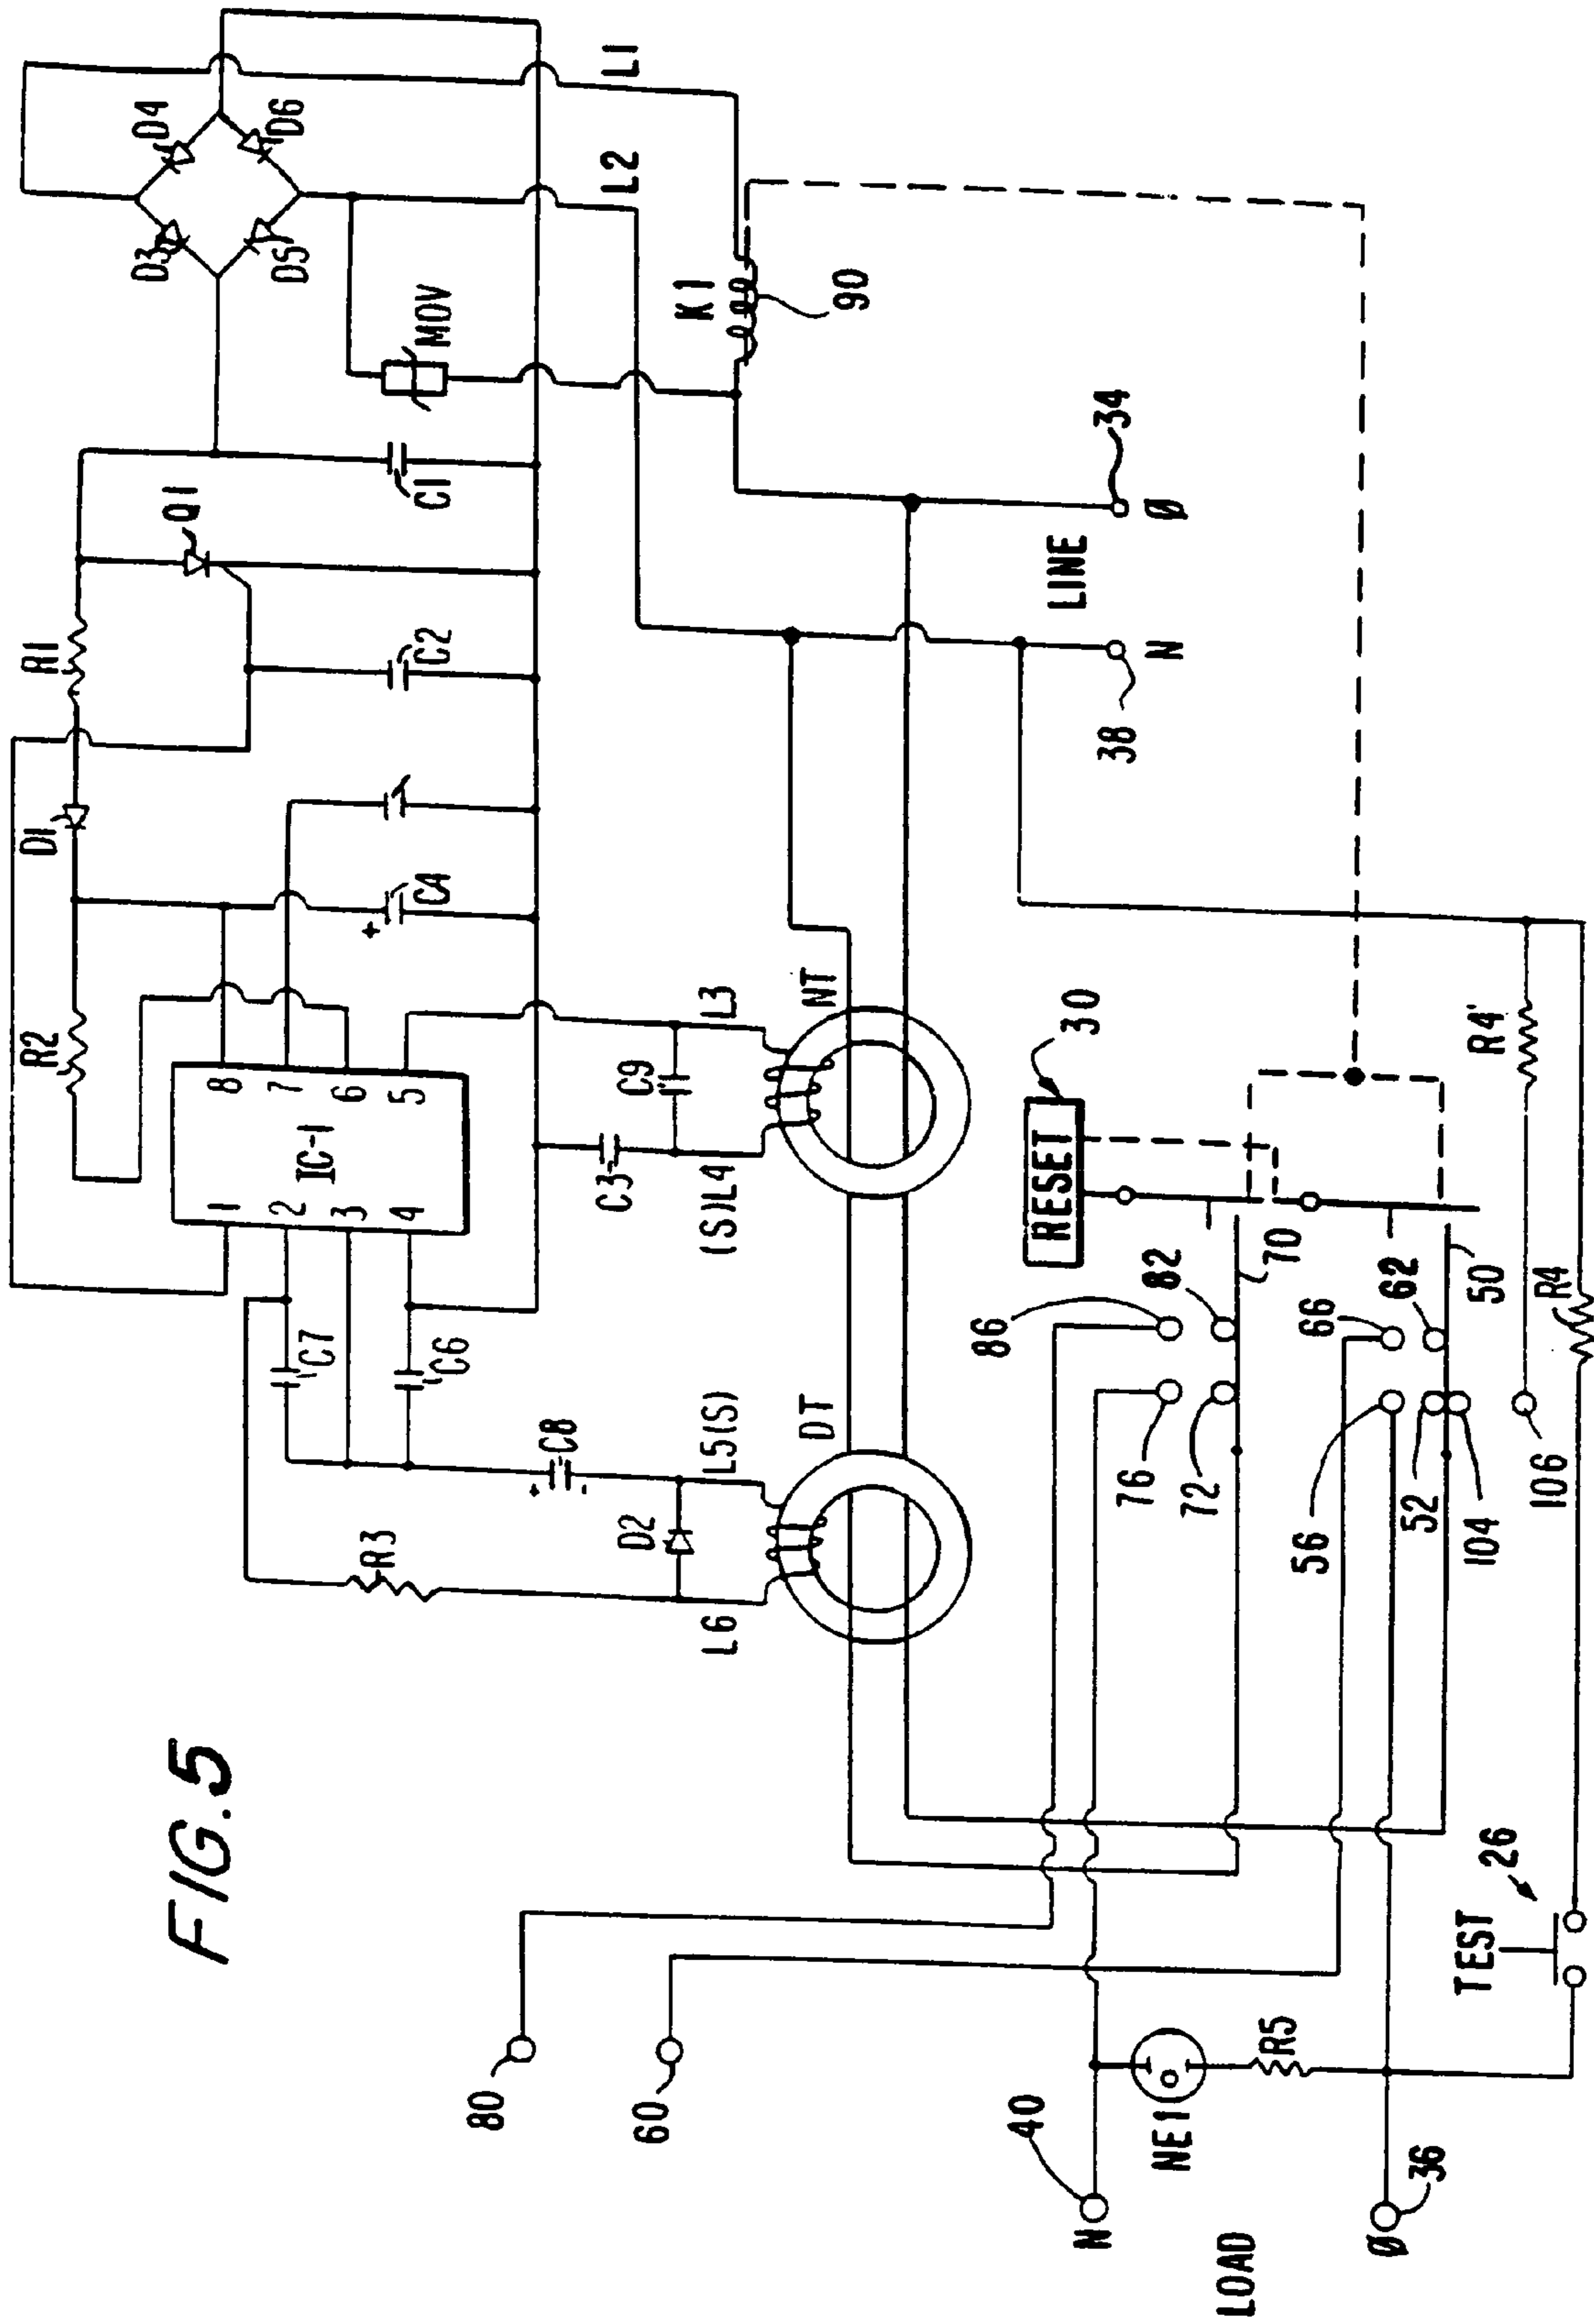 FIG.5
D4
D6
D3
D5
L1
L2
MOV
K1
90
C1
Q1
34
Ø
LINE
R1
C2
N
38
D1
C4
+
R2
8
7
6
5
IC-1
1
2
3
4
L3
NT
C9
C3
(S)L4
30
RESET
R4'
C7
C6
82
70
86
62
66
50
R4
C8
+
-
L5(S)
DT
76
72
56
52
104
106
D2
R3
L6
26
TEST
80
60
R5
NE1
40
N
36
Ø
LOAD